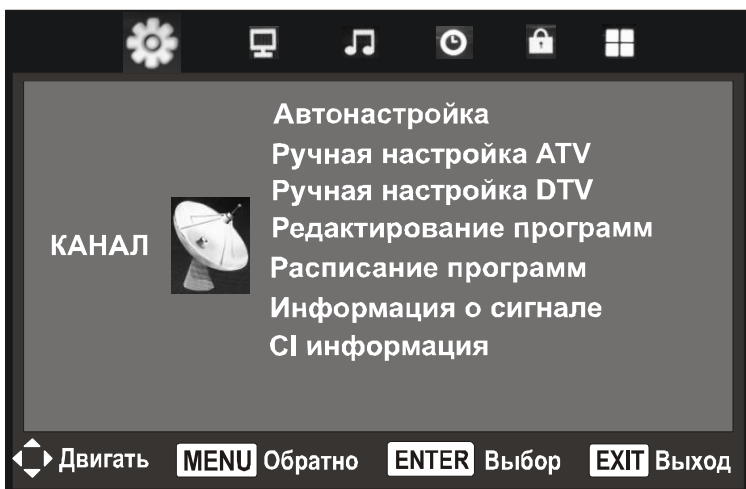 Автонастройка
Ручная настройка ATV
Ручная настройка DTV
Редактирование программ
КАНАЛ
Расписание программ
Информация о сигнале
CI информация
Двигать MENU Обратно ENTER Выбор EXIT Выход